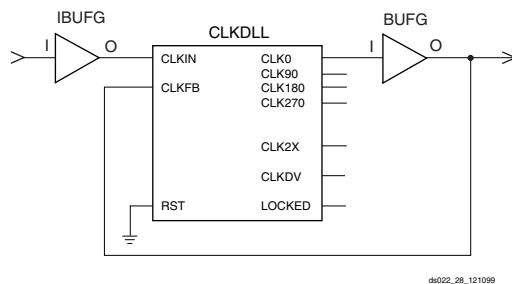 IBUFG
CLKDLL
BUFG
I
O
I
O
CLKIN
CLK0
CLK90
CLKFB
CLK180
CLK270
CLK2X
CLKDV
RST
LOCKED
ds022_28_121099